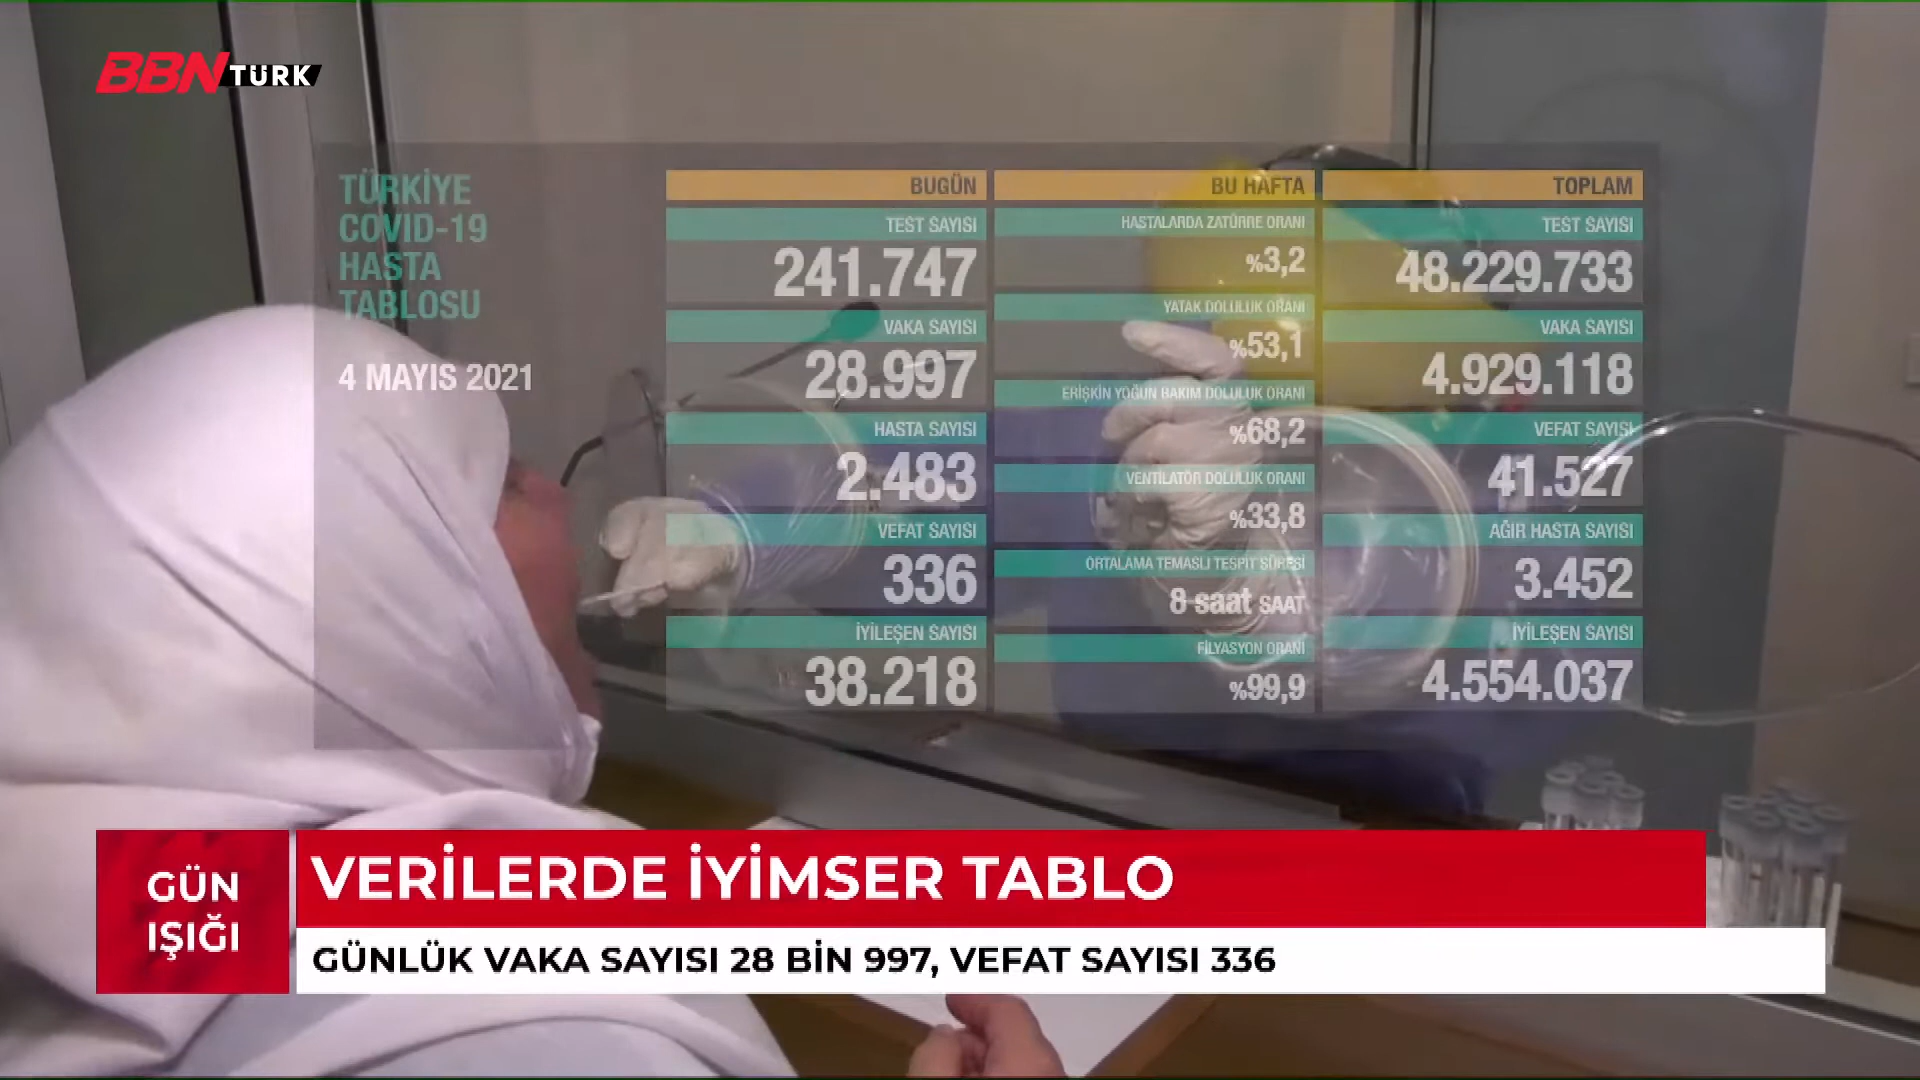 BBN TURK
TÜRKİYE
COVID-19
HASTA
TABLOSU
4 MAYIS 2021
BUGÜN
TEST SAYISI
241.747
VAKA SAYISI
28.997
HASTA SAYISI
2.483
VEFAT SAYISI
336
İYİLEŞEN SAYISI
38.218
BU HAFTA
HASTALARDA ZATÜRRE ORANI
%3,2
YATAK DOLULUK ORANI
%53,1
ERİŞKİN YOĞUN BAKIM DOLULUK ORANI
%68,2
VENTİLATÖR DOLULUK ORANI
%33,8
ORTALAMA TEMASLI TESPİT SÜRESİ
8 saat SAAT
FİLYASYON ORANI
%99,9
TOPLAM
TEST SAYISI
48.229.733
VAKA SAYISI
4.929.118
VEFAT SAYISI
41.527
AĞIR HASTA SAYISI
3.452
İYİLEŞEN SAYISI
4.554.037
GÜN
IŞIĞI
VERİLERDE İYİMSER TABLO
GÜNLÜK VAKA SAYISI 28 BİN 997, VEFAT SAYISI 336